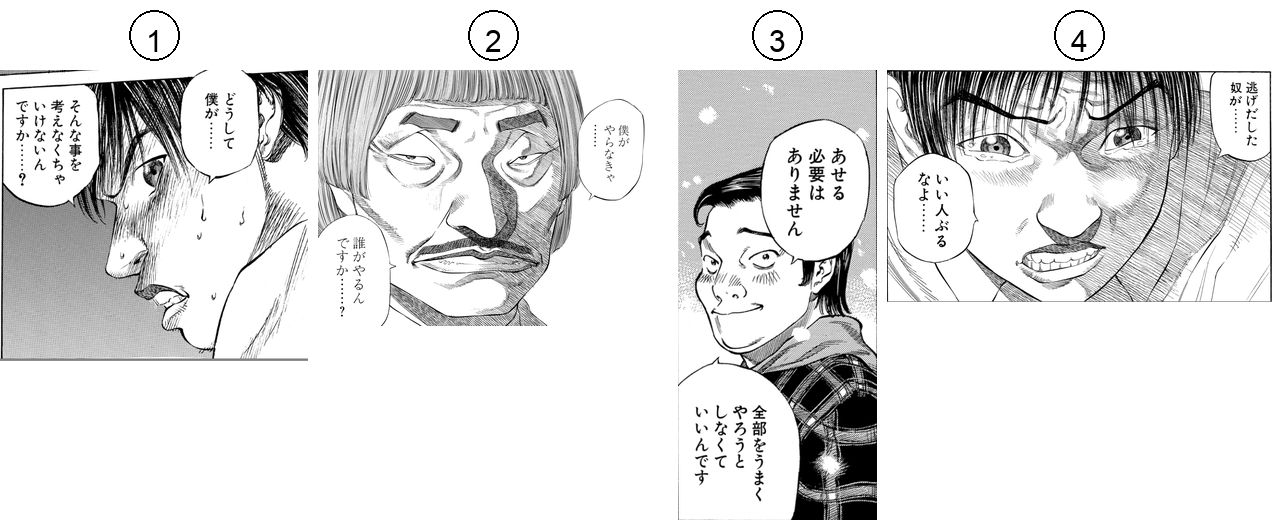 1
2
3
4
どうして
僕が……
そんな事を
考えなくちゃ
いけないん
ですか……?
僕が
やらなきゃ
……
誰がやるん
ですか……?
あせる
必要は
ありません
全部をうまく
やろうと
しなくて
いいんです
逃げだした
奴が……
いい人ぶる
なよ……